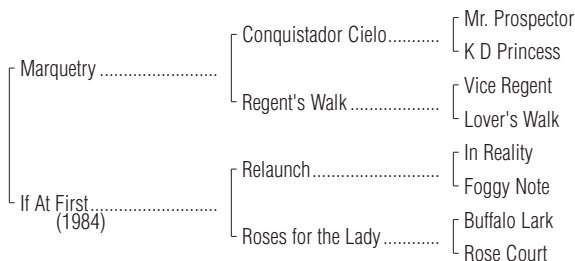 Mr. Prospector
Conquistador Cielo...........
K D Princess
Marquetry .........................
Vice Regent
Regent's Walk ...................
Lover's Walk
In Reality
Relaunch...........................
Foggy Note
If At First...........................
(1984)
Buffalo Lark
Roses for the Lady ............
Rose Court